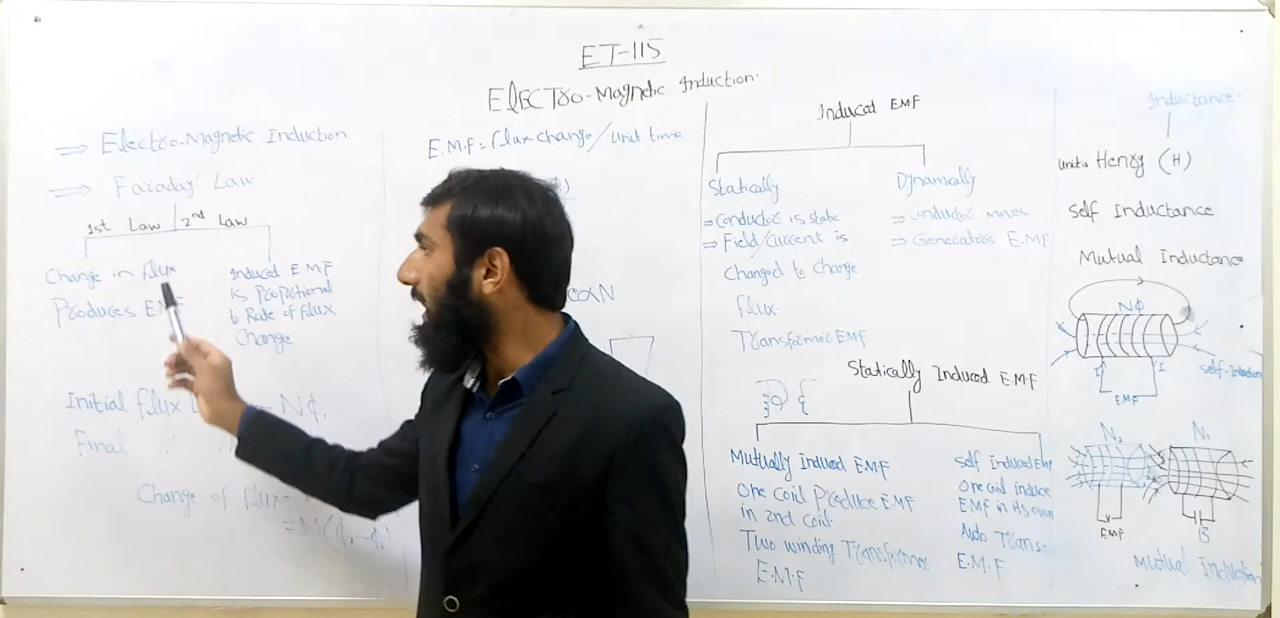 ET-115
Electro-Magnetic Induction.
⇒ Electro-Magnetic Induction
⇒ Faraday' Law
1st Law 2nd Law
Change in flux
Produces EMF
Induced EMF
is Propotional
to Rate of flux
Change
Initial flux = Nφ,
Final " "
Change of flux =
= N(φ₂-φ₁)
E.M.F = flux change / unit time
Induced EMF
Statically
⇒ Conductor is static
⇒ Field/Current is
Changed to change
flux.
Transformer EMF
Dynamically
⇒ Conductor moves
⇒ Generators EMF
Statically Induced E.M.F
Mutually Induced EMF
One coil Produce EMF
in 2nd coil.
Two winding Transformer
E.M.F
Self Induced EMF
One coil induce
EMF in its own
Auto Trans.
E.M.F
Inductance.
unit: Henry (H)
Self Inductance
Mutual Inductance
Nφ
I I
EMF
Self-Induction
N₂ N₁
EMF B
Mutual Induction